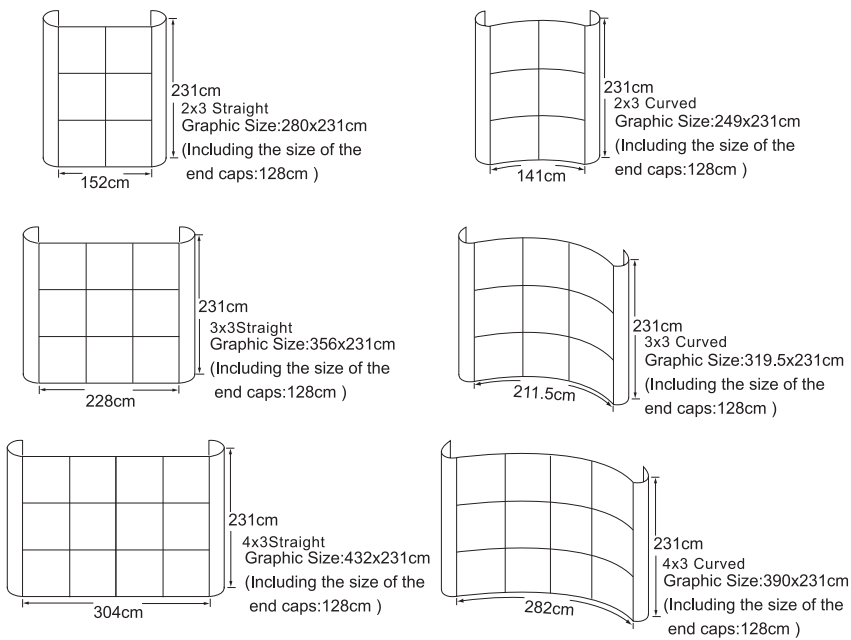 231cm
2x3 Straight
Graphic Size:280x231cm
(Including the size of the
end caps:128cm )
152cm
231cm
2x3 Curved
Graphic Size:249x231cm
(Including the size of the
end caps:128cm )
141cm
231cm
3x3Straight
Graphic Size:356x231cm
(Including the size of the
end caps:128cm )
228cm
231cm
3x3 Curved
Graphic Size:319.5x231cm
(Including the size of the
end caps:128cm )
211.5cm
231cm
4x3Straight
Graphic Size:432x231cm
(Including the size of the
end caps:128cm )
304cm
231cm
4x3 Curved
Graphic Size:390x231cm
(Including the size of the
end caps:128cm )
282cm